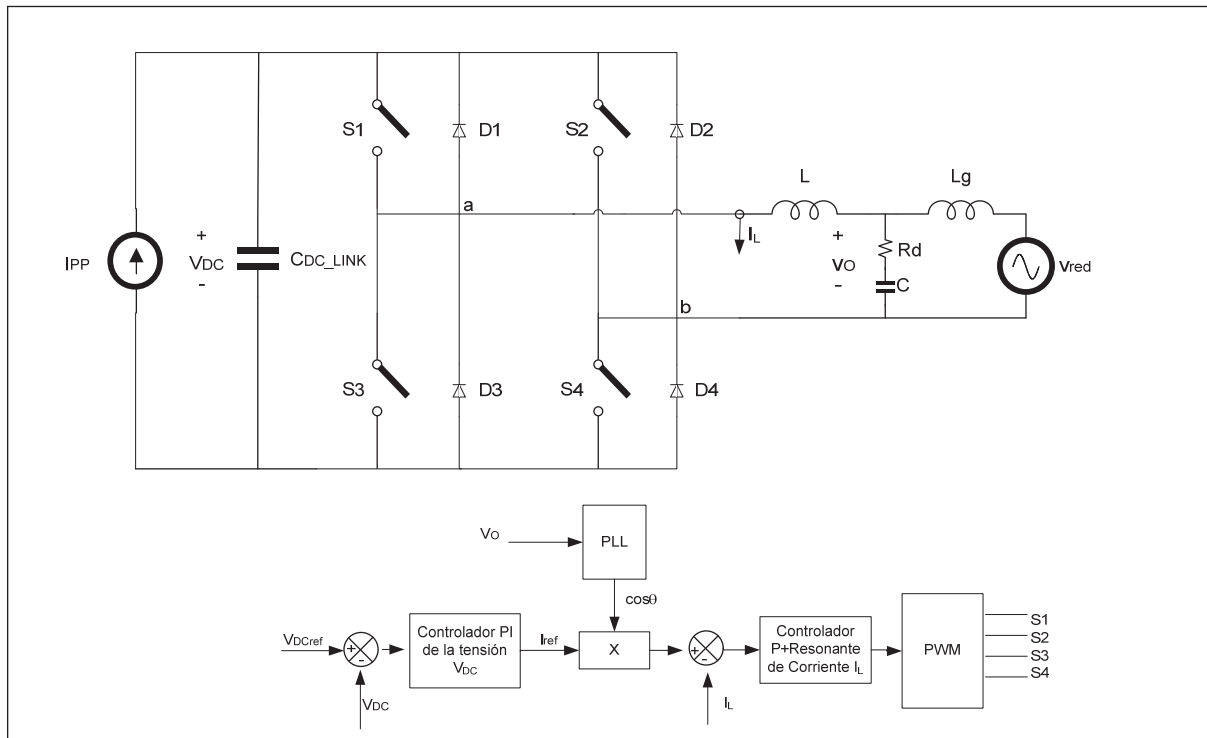 S1
D1
S2
D2
L
Lg
a
IL
+
VDC
-
IPP
CDC_LINK
+
VO
-
Rd
C
Vred
b
S3
D3
S4
D4
VO
PLL
cosθ
VDCref
+
-
VDC
Controlador PI
de la tensión
VDC
Iref
X
+
-
IL
Controlador
P+Resonante
de Corriente IL
PWM
S1
S2
S3
S4